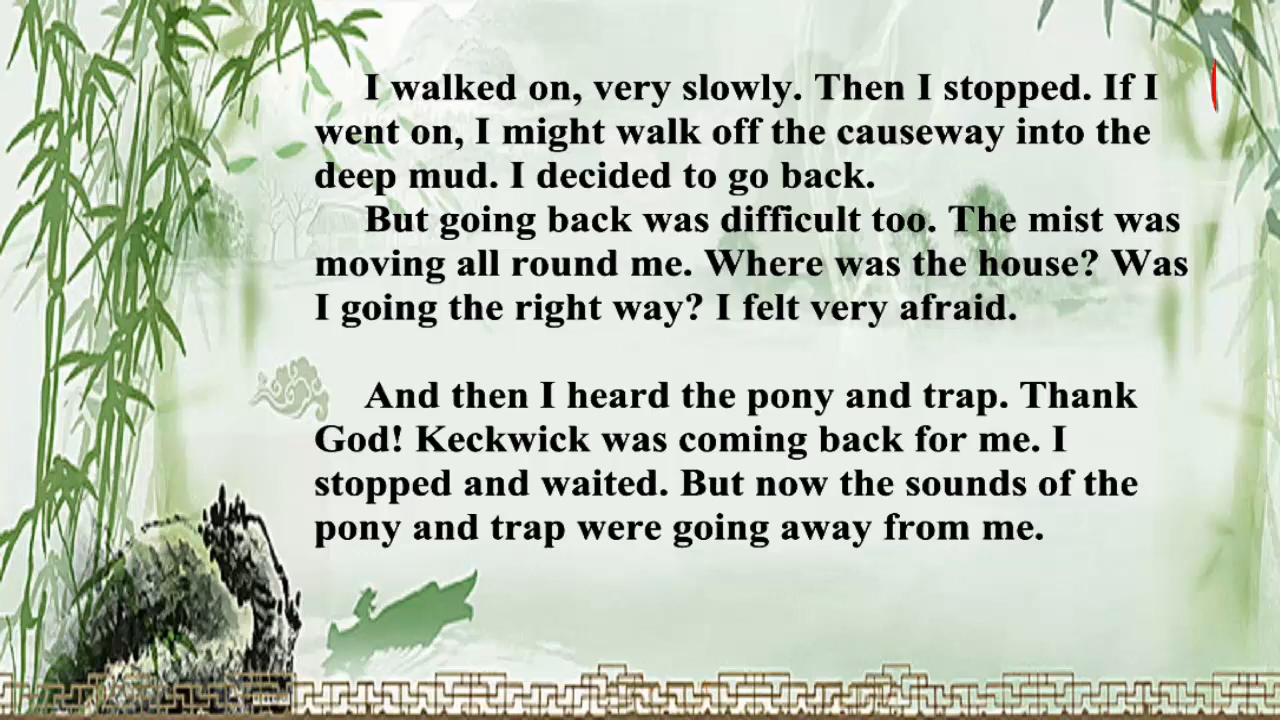 I walked on, very slowly. Then I stopped. If I
went on, I might walk off the causeway into the
deep mud. I decided to go back.
But going back was difficult too. The mist was
moving all round me. Where was the house? Was
I going the right way? I felt very afraid.
And then I heard the pony and trap. Thank
God! Keckwick was coming back for me. I
stopped and waited. But now the sounds of the
pony and trap were going away from me.